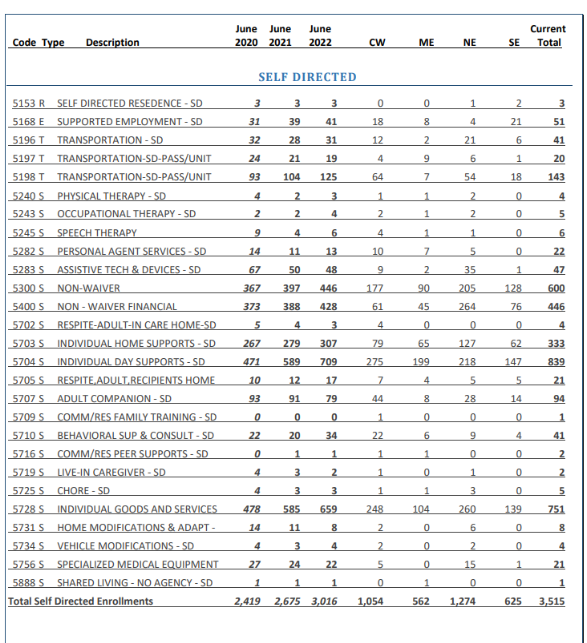 June June June Current
Code Type Description 2020 2021 2022 CW ME NE SE Total
SELF DIRECTED
5153 R SELF DIRECTED RESEDENCE - SD 3 3 3 0 0 1 2 3
5168 E SUPPORTED EMPLOYMENT - SD 31 39 41 18 8 4 21 51
5196 T TRANSPORTATION - SD 32 28 31 12 2 21 6 41
5197 T TRANSPORTATION-SD-PASS/UNIT 24 21 19 4 9 6 1 20
5198 T TRANSPORTATION-SD-PASS/UNIT 93 104 125 64 7 54 18 143
5240 S PHYSICAL THERAPY - SD 4 2 3 1 1 2 0 4
5243 S OCCUPATIONAL THERAPY - SD 2 2 4 2 1 2 0 5
5245 S SPEECH THERAPY 9 4 6 4 1 1 0 6
5282 S PERSONAL AGENT SERVICES - SD 14 11 13 10 7 5 0 22
5283 S ASSISTIVE TECH & DEVICES - SD 67 50 48 9 2 35 1 47
5300 S NON-WAIVER 367 397 446 177 90 205 128 600
5400 S NON - WAIVER FINANCIAL 373 388 428 61 45 264 76 446
5702 S RESPITE-ADULT-IN CARE HOME-SD 5 4 3 4 0 0 0 4
5703 S INDIVIDUAL HOME SUPPORTS - SD 267 279 307 79 65 127 62 333
5704 S INDIVIDUAL DAY SUPPORTS - SD 471 589 709 275 199 218 147 839
5705 S RESPITE,ADULT,RECIPIENTS HOME 10 12 17 7 4 5 5 21
5707 S ADULT COMPANION - SD 93 91 79 44 8 28 14 94
5709 S COMM/RES FAMILY TRAINING - SD 0 0 0 1 0 0 0 1
5710 S BEHAVIORAL SUP & CONSULT - SD 22 20 34 22 6 9 4 41
5716 S COMM/RES PEER SUPPORTS - SD 0 1 1 1 1 0 0 2
5719 S LIVE-IN CAREGIVER - SD 4 3 2 1 0 1 0 2
5725 S CHORE - SD 4 3 3 1 1 3 0 5
5728 S INDIVIDUAL GOODS AND SERVICES 478 585 659 248 104 260 139 751
5731 S HOME MODIFICATIONS & ADAPT - 14 11 8 2 0 6 0 8
5734 S VEHICLE MODIFICATIONS - SD 4 3 4 2 0 2 0 4
5756 S SPECIALIZED MEDICAL EQUIPMENT 27 24 22 5 0 15 1 21
5888 S SHARED LIVING - NO AGENCY - SD 1 1 1 0 1 0 0 1
Total Self Directed Enrollments 2,419 2,675 3,016 1,054 562 1,274 625 3,515